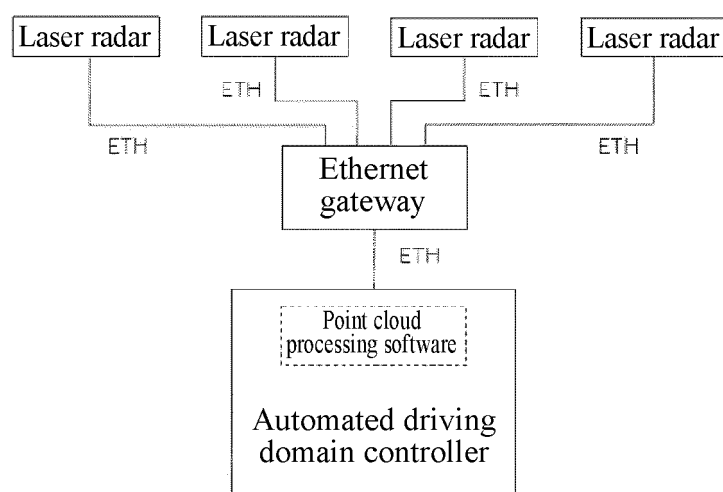 Laser radar Laser radar Laser radar Laser radar
ETH ETH
ETH ETH
Ethernet
gateway
ETH
Point cloud
processing software
Automated driving
domain controller